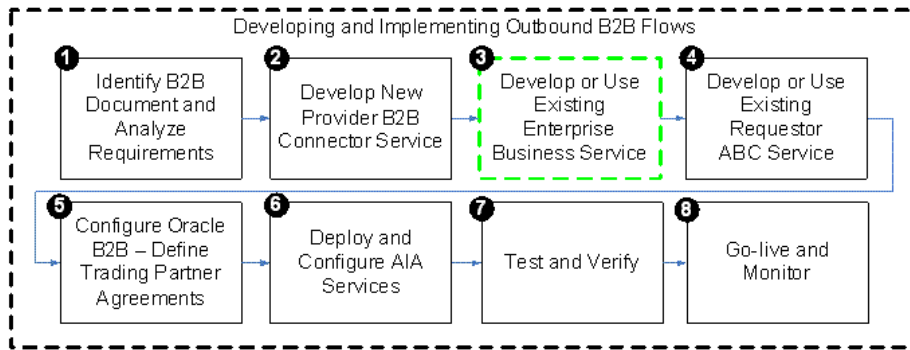 Developing and Implementing Outbound B2B Flows
1
Identify B2B
Document and
Analyze
Requirements
2
Develop New
Provider B2B
Connector Service
3
Develop or Use
Existing
Enterprise
Business Service
4
Develop or Use
Existing
Requestor
ABC Service
5
Configure Oracle
B2B – Define
Trading Partner
Agreements
6
Deploy and
Configure AIA
Services
7
Test and Verify
8
Go-live and
Monitor